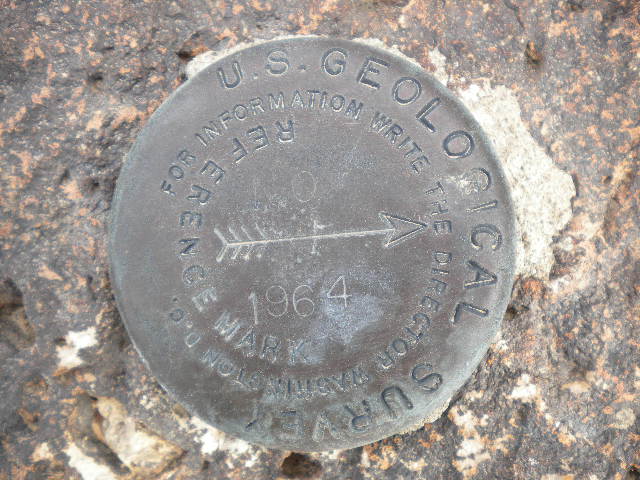 U.S. GEOLOGICAL SURVEY
FOR INFORMATION WRITE THE DIRECTOR WASHINGTON D.C.
REFERENCE MARK
1964